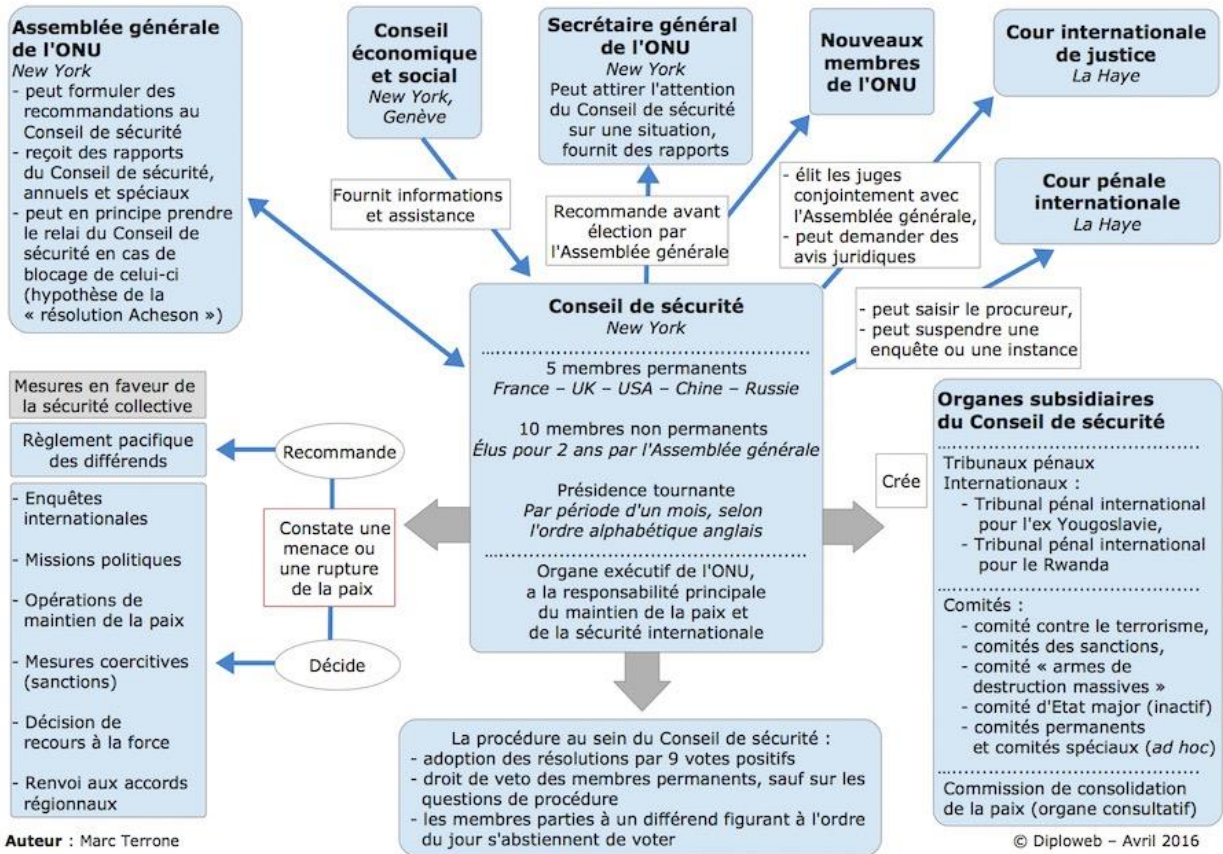 Assemblée générale
de l'ONU
New York
- peut formuler des
recommandations au
Conseil de sécurité
- reçoit des rapports
du Conseil de sécurité,
annuels et spéciaux
- peut en principe prendre
le relai du Conseil de
sécurité en cas de
blocage de celui-ci
(hypothèse de la
« résolution Acheson »)
Conseil
économique
et social
New York,
Genève
Secrétaire général
de l'ONU
New York
Peut attirer l'attention
du Conseil de sécurité
sur une situation,
fournit des rapports
Nouveaux
membres
de l'ONU
Cour internationale
de justice
La Haye
Cour pénale
internationale
La Haye
Fournit informations
et assistance
Recommande avant
élection par
l'Assemblée générale
- élit les juges
conjointement avec
l'Assemblée générale,
- peut demander des
avis juridiques
- peut saisir le procureur,
- peut suspendre une
enquête ou une instance
Conseil de sécurité
New York
5 membres permanents
France – UK – USA – Chine – Russie
10 membres non permanents
Élus pour 2 ans par l'Assemblée générale
Présidence tournante
Par période d'un mois, selon
l'ordre alphabétique anglais
Organe exécutif de l'ONU,
a la responsabilité principale
du maintien de la paix et
de la sécurité internationale
Mesures en faveur de
la sécurité collective
Règlement pacifique
des différends
- Enquêtes
internationales
- Missions politiques
- Opérations de
maintien de la paix
- Mesures coercitives
(sanctions)
- Décision de
recours à la force
- Renvoi aux accords
régionnaux
Recommande
Constate une
menace ou
une rupture
de la paix
Décide
Crée
Organes subsidiaires
du Conseil de sécurité
Tribunaux pénaux
Internationaux :
- Tribunal pénal international
pour l'ex Yougoslavie,
- Tribunal pénal international
pour le Rwanda
Comités :
- comité contre le terrorisme,
- comités des sanctions,
- comité « armes de
destruction massives »
- comité d'Etat major (inactif)
- comités permanents
et comités spéciaux (ad hoc)
Commission de consolidation
de la paix (organe consultatif)
La procédure au sein du Conseil de sécurité :
- adoption des résolutions par 9 votes positifs
- droit de veto des membres permanents, sauf sur les
questions de procédure
- les membres parties à un différend figurant à l'ordre
du jour s'abstiennent de voter
Auteur : Marc Terrone
© Diploweb – Avril 2016